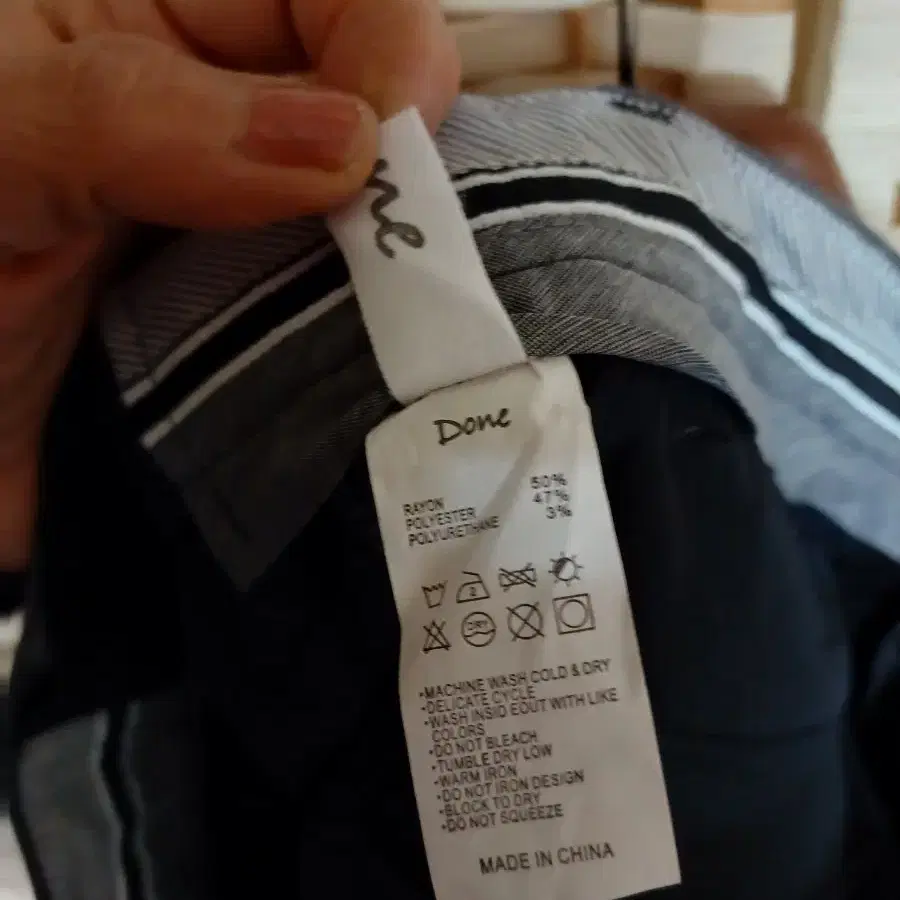 ne
Done
RAYON 50%
POLYESTER 47%
POLYURETHANE 3%
2
DRY
•MACHINE WASH COLD & DRY
•DELICATE CYCLE
•WASH INSID EOUT WITH LIKE
COLORS
•DO NOT BLEACH
•TUMBLE DRY LOW
•WARM IRON
•DO NOT IRON DESIGN
•BLOCK TO DRY
•DO NOT SQUEEZE
MADE IN CHINA